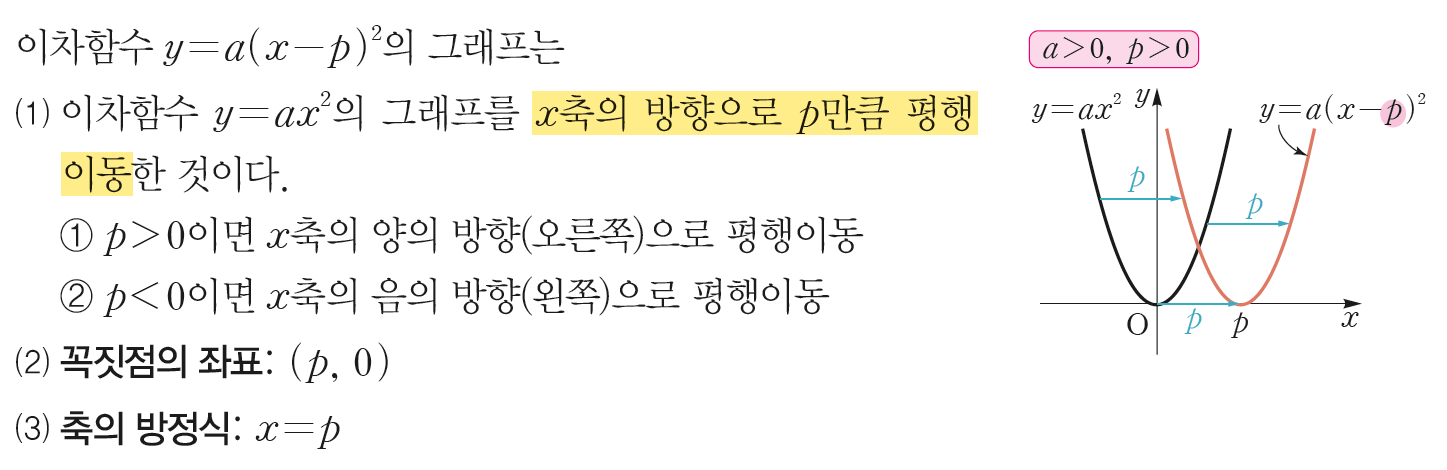 이차함수 y=a(x-p)²의 그래프는
(1) 이차함수 y=ax²의 그래프를 x축의 방향으로 p만큼 평행
이동한 것이다.
① p>0이면 x축의 양의 방향(오른쪽)으로 평행이동
② p<0이면 x축의 음의 방향(왼쪽)으로 평행이동
(2) 꼭짓점의 좌표: (p, 0)
(3) 축의 방정식: x=p
a>0, p>0
y=ax² y y=a(x-p)²
p
p
O p p x